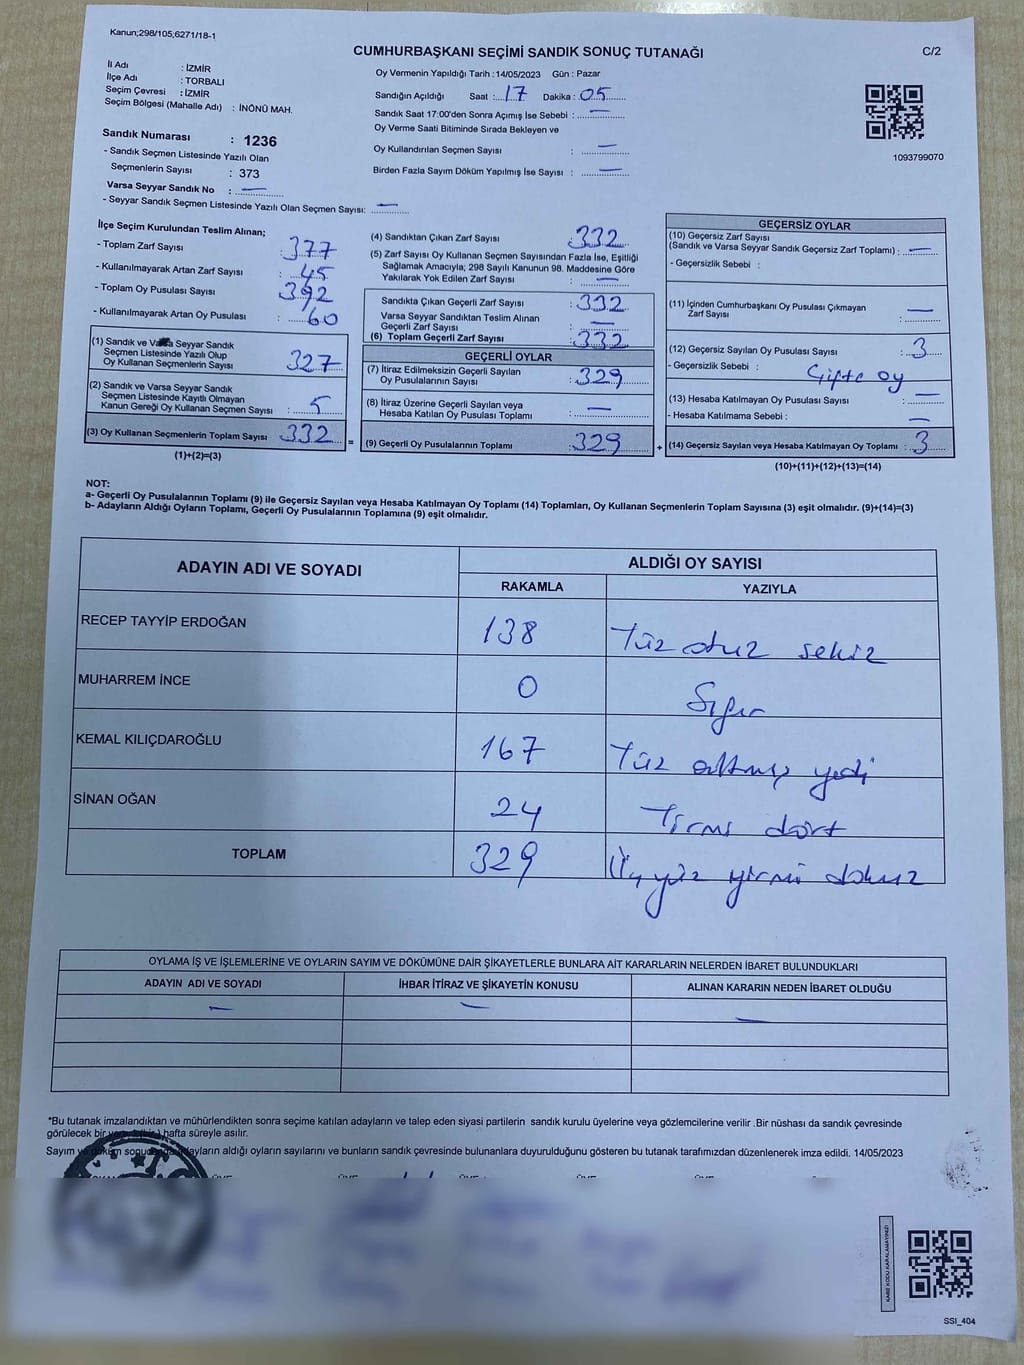 Kanun;298/105;6271/18-1
CUMHURBAŞKANI SEÇİMİ SANDIK SONUÇ TUTANAĞI
C/2
İl Adı : İZMİR
İlçe Adı : TORBALI
Seçim Çevresi : İZMİR
Seçim Bölgesi (Mahalle Adı) : İNÖNÜ MAH.
Oy Vermenin Yapıldığı Tarih : 14/05/2023 Gün : Pazar
Sandığın Açıldığı Saat : 17 Dakika : 05
Sandık Saat 17:00'den Sonra Açımış İse Sebebi : —
Oy Verme Saati Bitiminde Sırada Bekleyen ve
Oy Kullandırılan Seçmen Sayısı : —
Birden Fazla Sayım Döküm Yapılmış İse Sayısı : —
1093799070
Sandık Numarası : 1236
- Sandık Seçmen Listesinde Yazılı Olan
Seçmenlerin Sayısı : 373
Varsa Seyyar Sandık No : —
- Seyyar Sandık Seçmen Listesinde Yazılı Olan Seçmen Sayısı: —
İlçe Seçim Kurulundan Teslim Alınan;
- Toplam Zarf Sayısı : 377
- Kullanılmayarak Artan Zarf Sayısı : 45
- Toplam Oy Pusulası Sayısı : 392
- Kullanılmayarak Artan Oy Pusulası : 60
(1) Sandık ve Varsa Seyyar Sandık
Seçmen Listesinde Yazılı Olup
Oy Kullanan Seçmenlerin Sayısı : 327
(2) Sandık ve Varsa Seyyar Sandık
Seçmen Listesinde Kayıtlı Olmayan
Kanun Gereği Oy Kullanan Seçmen Sayısı : 5
(3) Oy Kullanan Seçmenlerin Toplam Sayısı : 332 =
(1)+(2)=(3)
(4) Sandıktan Çıkan Zarf Sayısı : 332
(5) Zarf Sayısı Oy Kullanan Seçmen Sayısından Fazla İse, Eşitliği
Sağlamak Amacıyla; 298 Sayılı Kanunun 98. Maddesine Göre
Yakılarak Yok Edilen Zarf Sayısı : —
Sandıkta Çıkan Geçerli Zarf Sayısı : 332
Varsa Seyyar Sandıktan Teslim Alınan
Geçerli Zarf Sayısı : —
(6) Toplam Geçerli Zarf Sayısı : 332
GEÇERLİ OYLAR
(7) İtiraz Edilmeksizin Geçerli Sayılan
Oy Pusulalarının Sayısı : 329
(8) İtiraz Üzerine Geçerli Sayılan veya
Hesaba Katılan Oy Pusulası Toplamı : —
(9) Geçerli Oy Pusulalarının Toplamı : 329 +
GEÇERSİZ OYLAR
(10) Geçersiz Zarf Sayısı
(Sandık ve Varsa Seyyar Sandık Geçersiz Zarf Toplamı) : —
- Geçersizlik Sebebi :
(11) İçinden Cumhurbaşkanı Oy Pusulası Çıkmayan
Zarf Sayısı : —
(12) Geçersiz Sayılan Oy Pusulası Sayısı : 3
- Geçersizlik Sebebi : Çifte oy
(13) Hesaba Katılmayan Oy Pusulası Sayısı : —
- Hesaba Katılmama Sebebi : —
(14) Geçersiz Sayılan veya Hesaba Katılmayan Oy Toplamı : 3
(10)+(11)+(12)+(13)=(14)
NOT:
a- Geçerli Oy Pusulalarının Toplamı (9) ile Geçersiz Sayılan veya Hesaba Katılmayan Oy Toplamı (14) Toplamları, Oy Kullanan Seçmenlerin Toplam Sayısına (3) eşit olmalıdır. (9)+(14)=(3)
b- Adayların Aldığı Oyların Toplamı, Geçerli Oy Pusulalarının Toplamına (9) eşit olmalıdır.
ADAYIN ADI VE SOYADI
ALDIĞI OY SAYISI
RAKAMLA YAZIYLA
RECEP TAYYİP ERDOĞAN 138 Yüz otuz sekiz
MUHARREM İNCE 0 Sıfır
KEMAL KILIÇDAROĞLU 167 Yüz altmış yedi
SİNAN OĞAN 24 Yirmi dört
TOPLAM 329 Üçyüz yirmi dokuz
OYLAMA İŞ VE İŞLEMLERİNE VE OYLARIN SAYIM VE DÖKÜMÜNE DAİR ŞİKAYETLERLE BUNLARA AİT KARARLARIN NELERDEN İBARET BULUNDUKLARI
ADAYIN ADI VE SOYADI İHBAR İTİRAZ VE ŞİKAYETİN KONUSU ALINAN KARARIN NEDEN İBARET OLDUĞU
— — —
*Bu tutanak imzalandıktan ve mühürlendikten sonra seçime katılan adayların ve talep eden siyasi partilerin sandık kurulu üyelerine veya gözlemcilerine verilir .Bir nüshası da sandık çevresinde
görülecek bir yere (bir) hafta süreyle asılır.
Sayım ve döküm sonucunda adayların aldığı oyların sayılarını ve bunların sandık çevresinde bulunanlara duyurulduğunu gösteren bu tutanak tarafımızdan düzenlenerek imza edildi. 14/05/2023
ÜYE ÜYE ÜYE ÜYE
KARE KODU KARALAMAYINIZ!
SSI_404